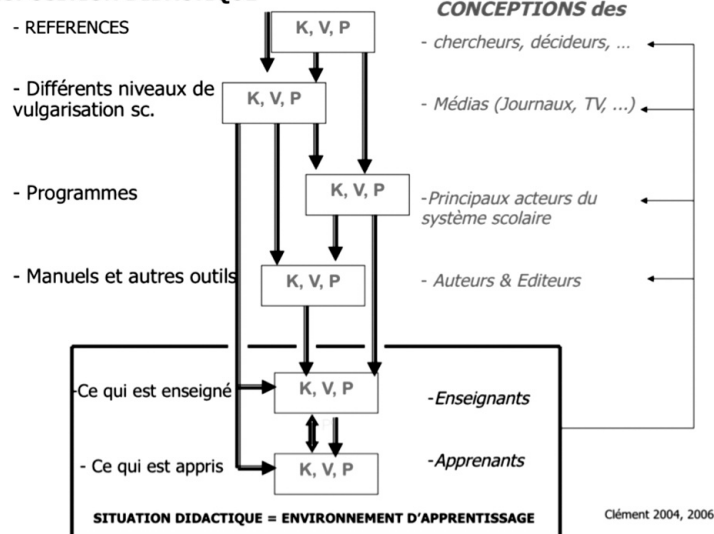 CONCEPTIONS des
- REFERENCES
K, V, P
- chercheurs, décideurs, ...
- Différents niveaux de
vulgarisation sc.
K, V, P
- Médias (Journaux, TV, ...)
- Programmes
K, V, P
-Principaux acteurs du
système scolaire
- Manuels et autres outils
K, V, P
- Auteurs & Editeurs
-Ce qui est enseigné
K, V, P
-Enseignants
- Ce qui est appris
K, V, P
-Apprenants
SITUATION DIDACTIQUE = ENVIRONNEMENT D'APPRENTISSAGE
Clément 2004, 2006